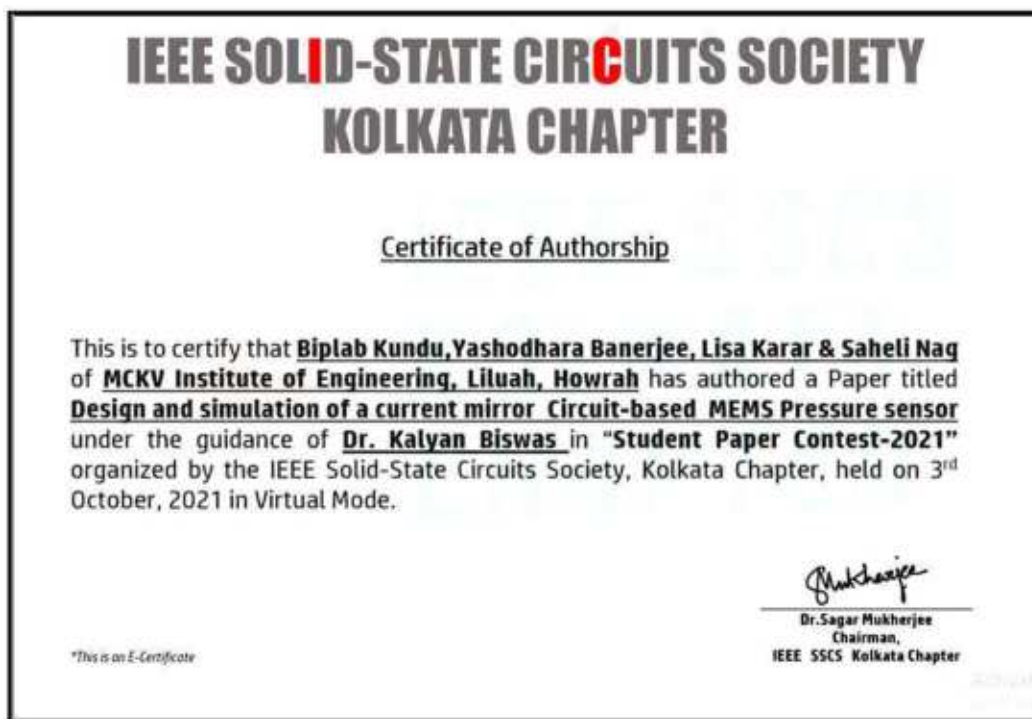 IEEE SOLID-STATE CIRCUITS SOCIETY
KOLKATA CHAPTER
Certificate of Authorship
This is to certify that Biplab Kundu,Yashodhara Banerjee, Lisa Karar & Saheli Nag
of MCKV Institute of Engineering, Liluah, Howrah has authored a Paper titled
Design and simulation of a current mirror Circuit-based MEMS Pressure sensor
under the guidance of Dr. Kalyan Biswas in “Student Paper Contest-2021”
organized by the IEEE Solid-State Circuits Society, Kolkata Chapter, held on 3rd
October, 2021 in Virtual Mode.
SMukherjee
Dr.Sagar Mukherjee
Chairman,
IEEE SSCS Kolkata Chapter
*This is an E-Certificate